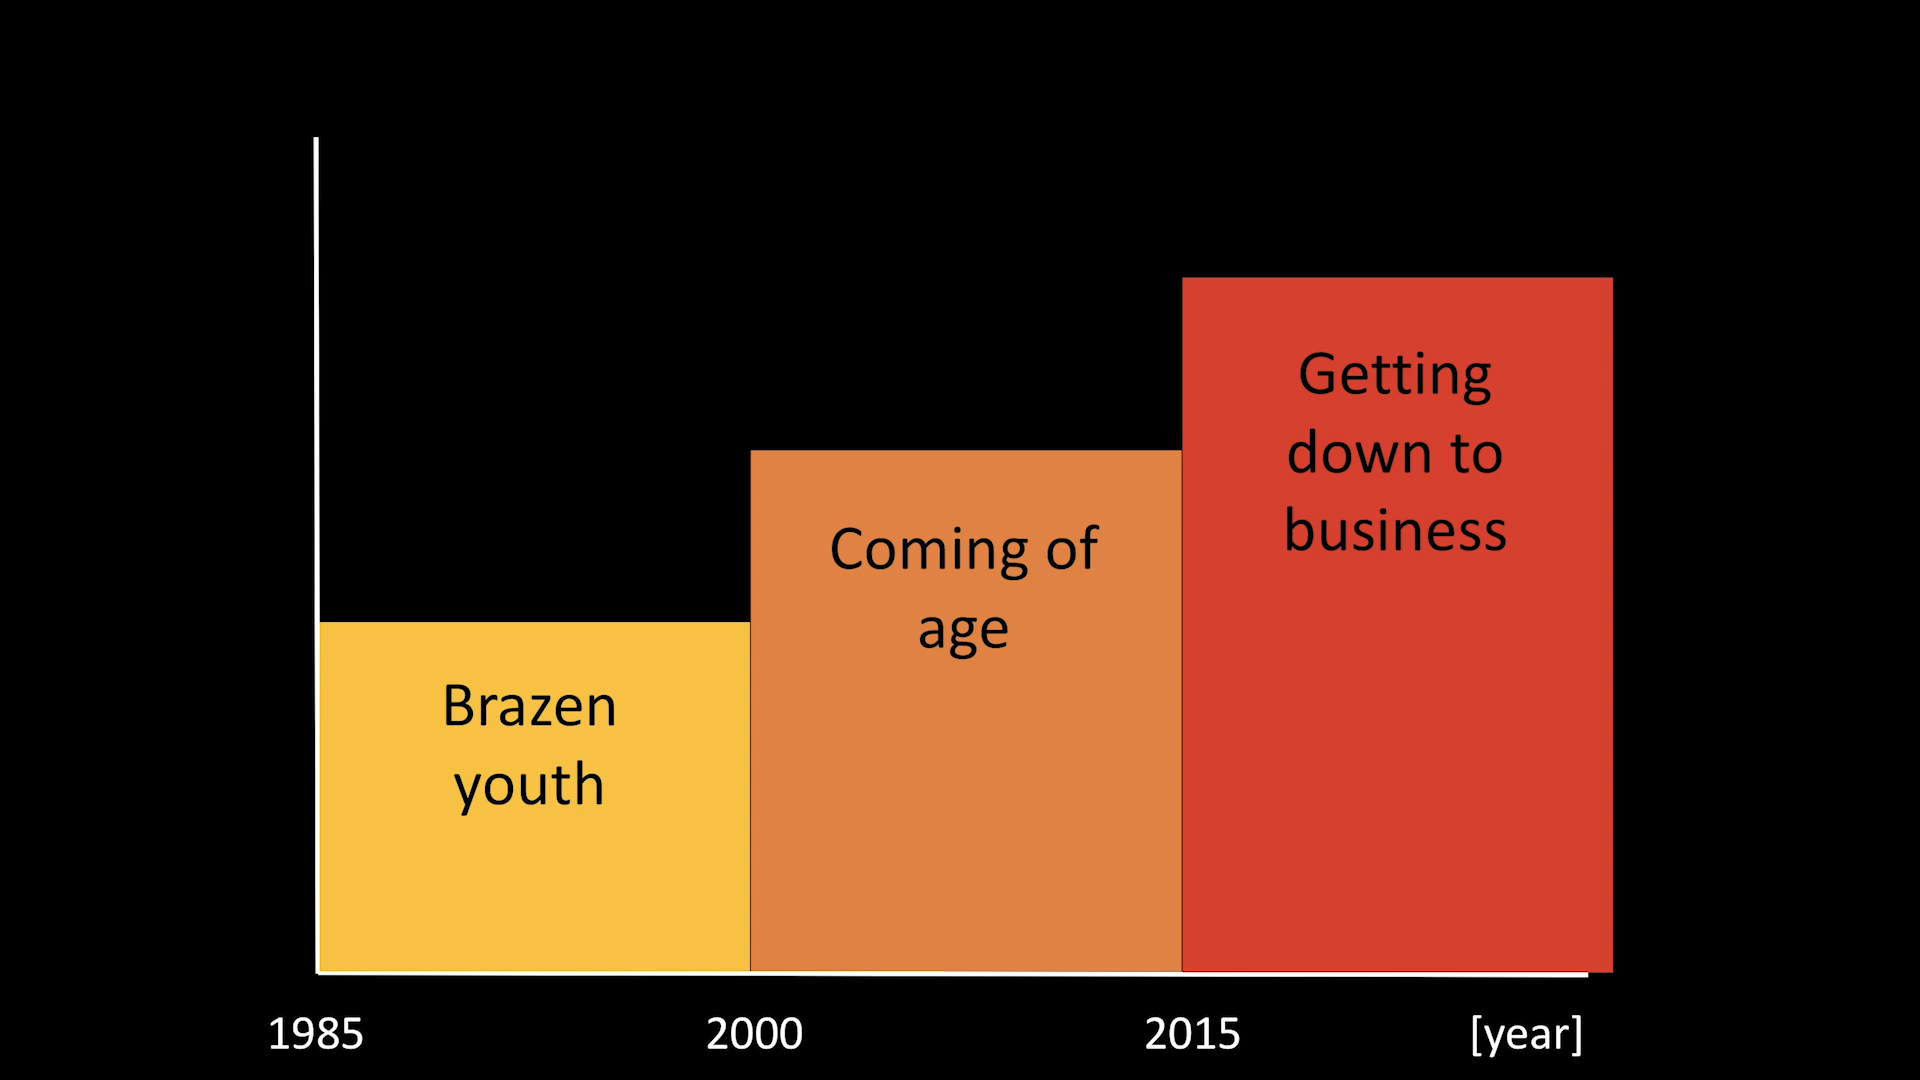 Getting
down to
business
Coming of
age
Brazen
youth
1985 2000 2015 [year]